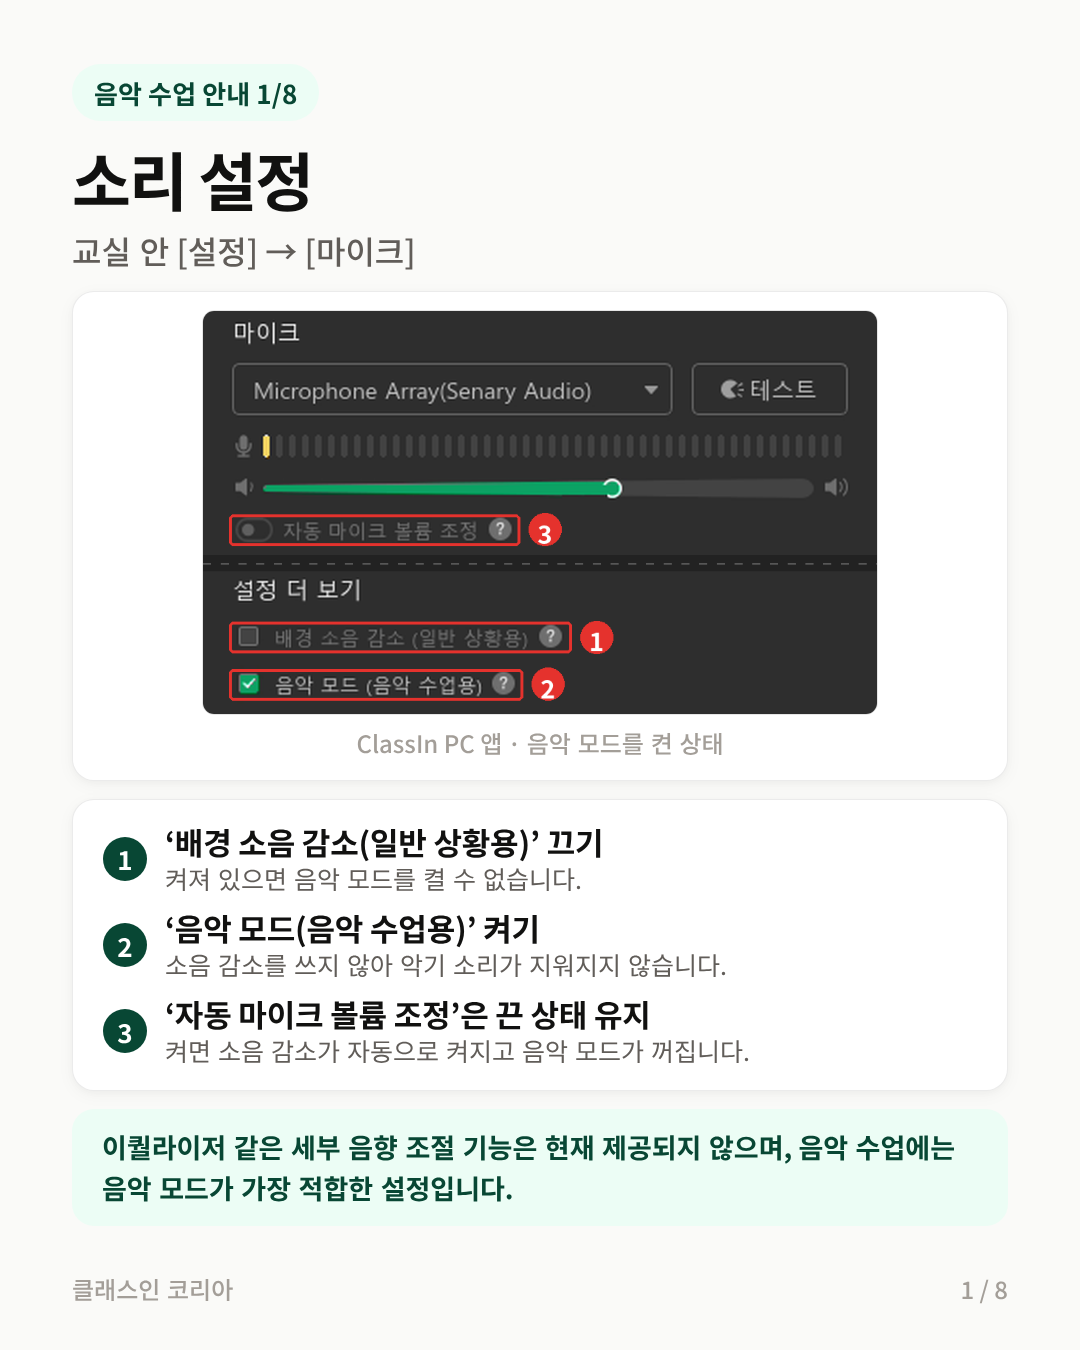 음악 수업 안내 1/8
소리 설정
교실 안 [설정] → [마이크]
마이크
Microphone Array(Senary Audio)
테스트
자동 마이크 볼륨 조정 ? 3
설정 더 보기
배경 소음 감소 (일반 상황용) ? 1
음악 모드 (음악 수업용) ? 2
ClassIn PC 앱 · 음악 모드를 켠 상태
1 ‘배경 소음 감소(일반 상황용)’ 끄기
켜져 있으면 음악 모드를 켤 수 없습니다.
2 ‘음악 모드(음악 수업용)’ 켜기
소음 감소를 쓰지 않아 악기 소리가 지워지지 않습니다.
3 ‘자동 마이크 볼륨 조정’은 끈 상태 유지
켜면 소음 감소가 자동으로 켜지고 음악 모드가 꺼집니다.
이퀄라이저 같은 세부 음향 조절 기능은 현재 제공되지 않으며, 음악 수업에는
음악 모드가 가장 적합한 설정입니다.
클래스인 코리아
1 / 8